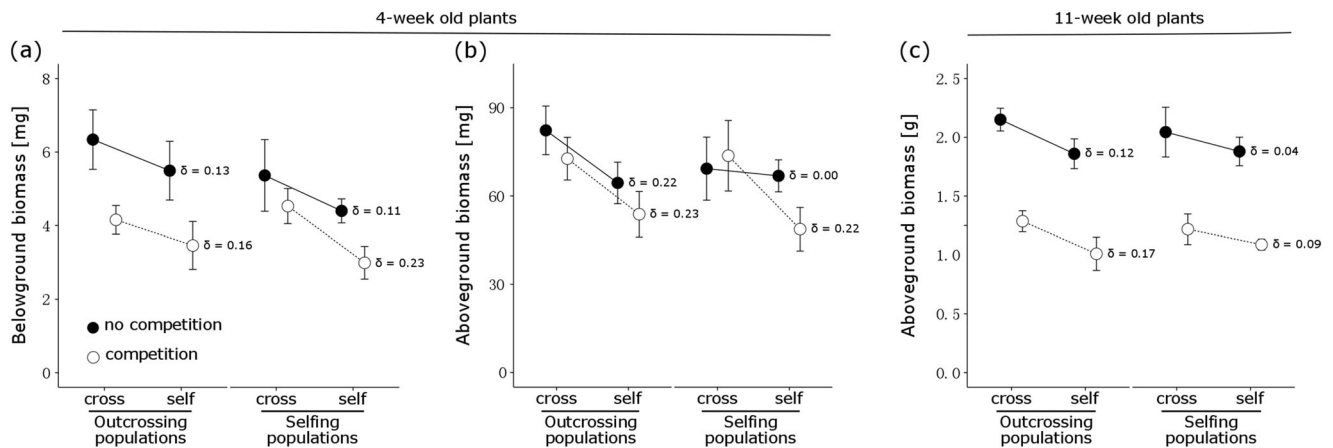 4-week old plants
11-week old plants
(a)
Belowground biomass [mg]
8
6
4
2
0
δ = 0.13
δ = 0.16
δ = 0.11
δ = 0.23
no competition
competition
cross self cross self
Outcrossing populations
Selfing populations
(b)
Aboveground biomass [mg]
90
60
30
0
δ = 0.22
δ = 0.23
δ = 0.00
δ = 0.22
cross self cross self
Outcrossing populations
Selfing populations
(c)
Aboveground biomass [g]
2.5
2.0
1.5
1.0
0.5
0.0
δ = 0.12
δ = 0.17
δ = 0.04
δ = 0.09
cross self cross self
Outcrossing populations
Selfing populations